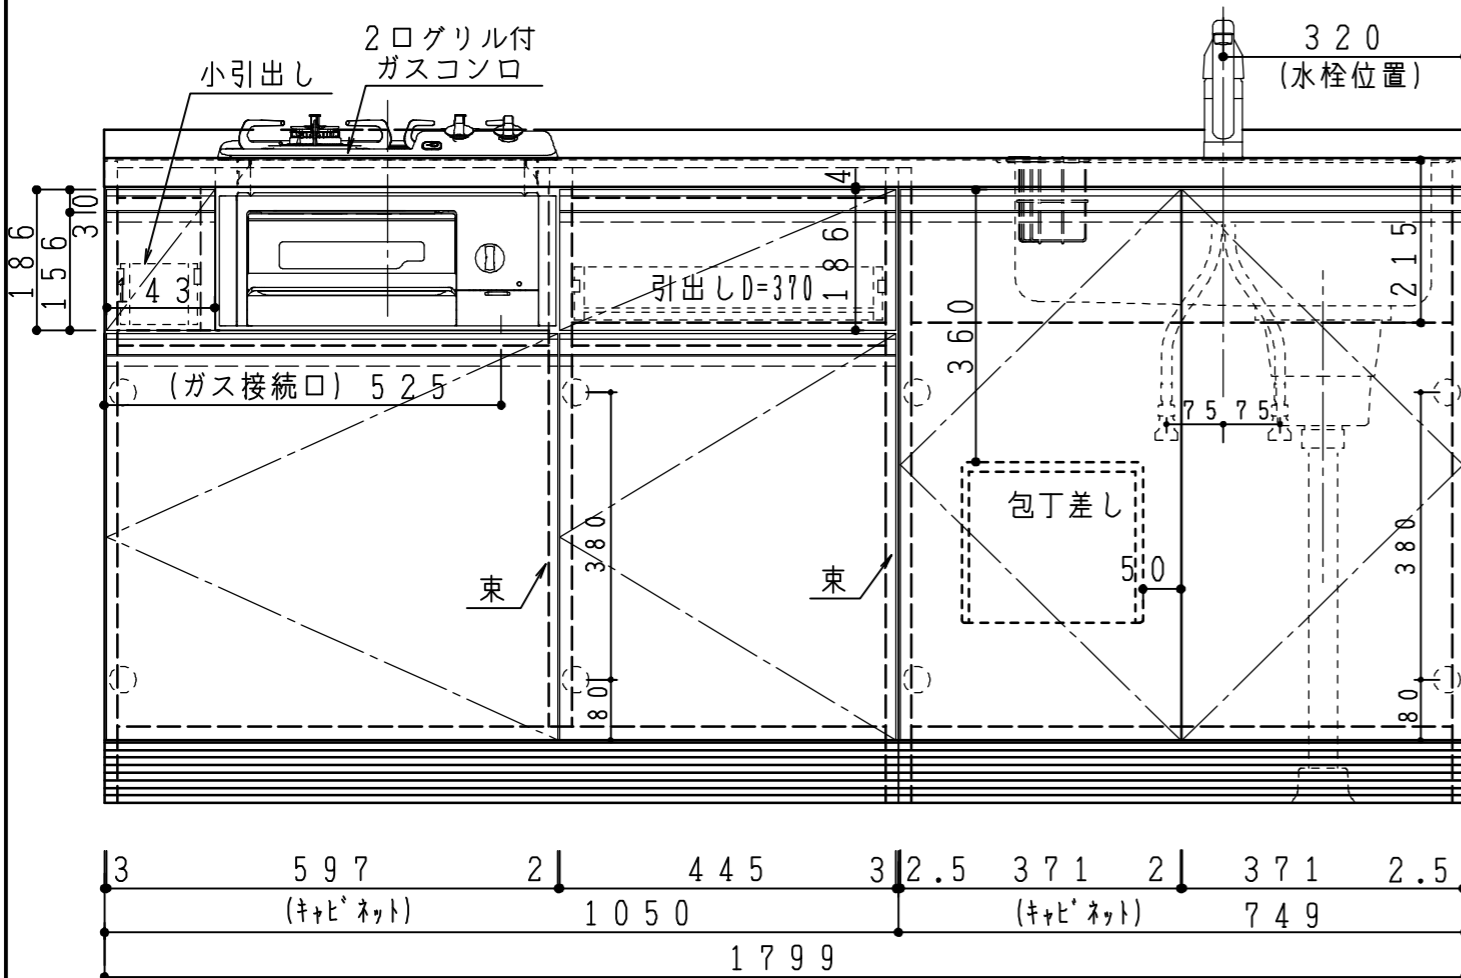 2口グリル付
ガスコンロ
小引出し
320
(水栓位置)
186
156
30
143
4
186
引出しD=370
215
360
(ガス接続口) 525
75 75
包丁差し
50
380
380
束
束
80
80
3 597 2 445 3 2.5 371 2 371 2.5
(ｷｬﾋﾞﾈｯﾄ) 1050 (ｷｬﾋﾞﾈｯﾄ) 749
1799